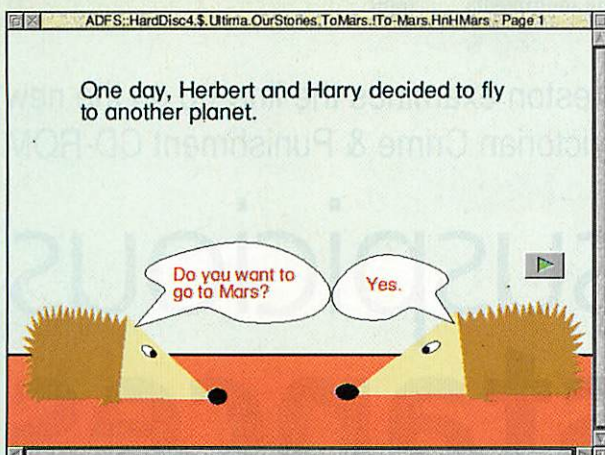 ADFS::HardDisc4.$.Ultima.OurStories.ToMars.!To-Mars.HnHMars - Page 1
One day, Herbert and Harry decided to fly
to another planet.
Do you want to
go to Mars?
Yes.